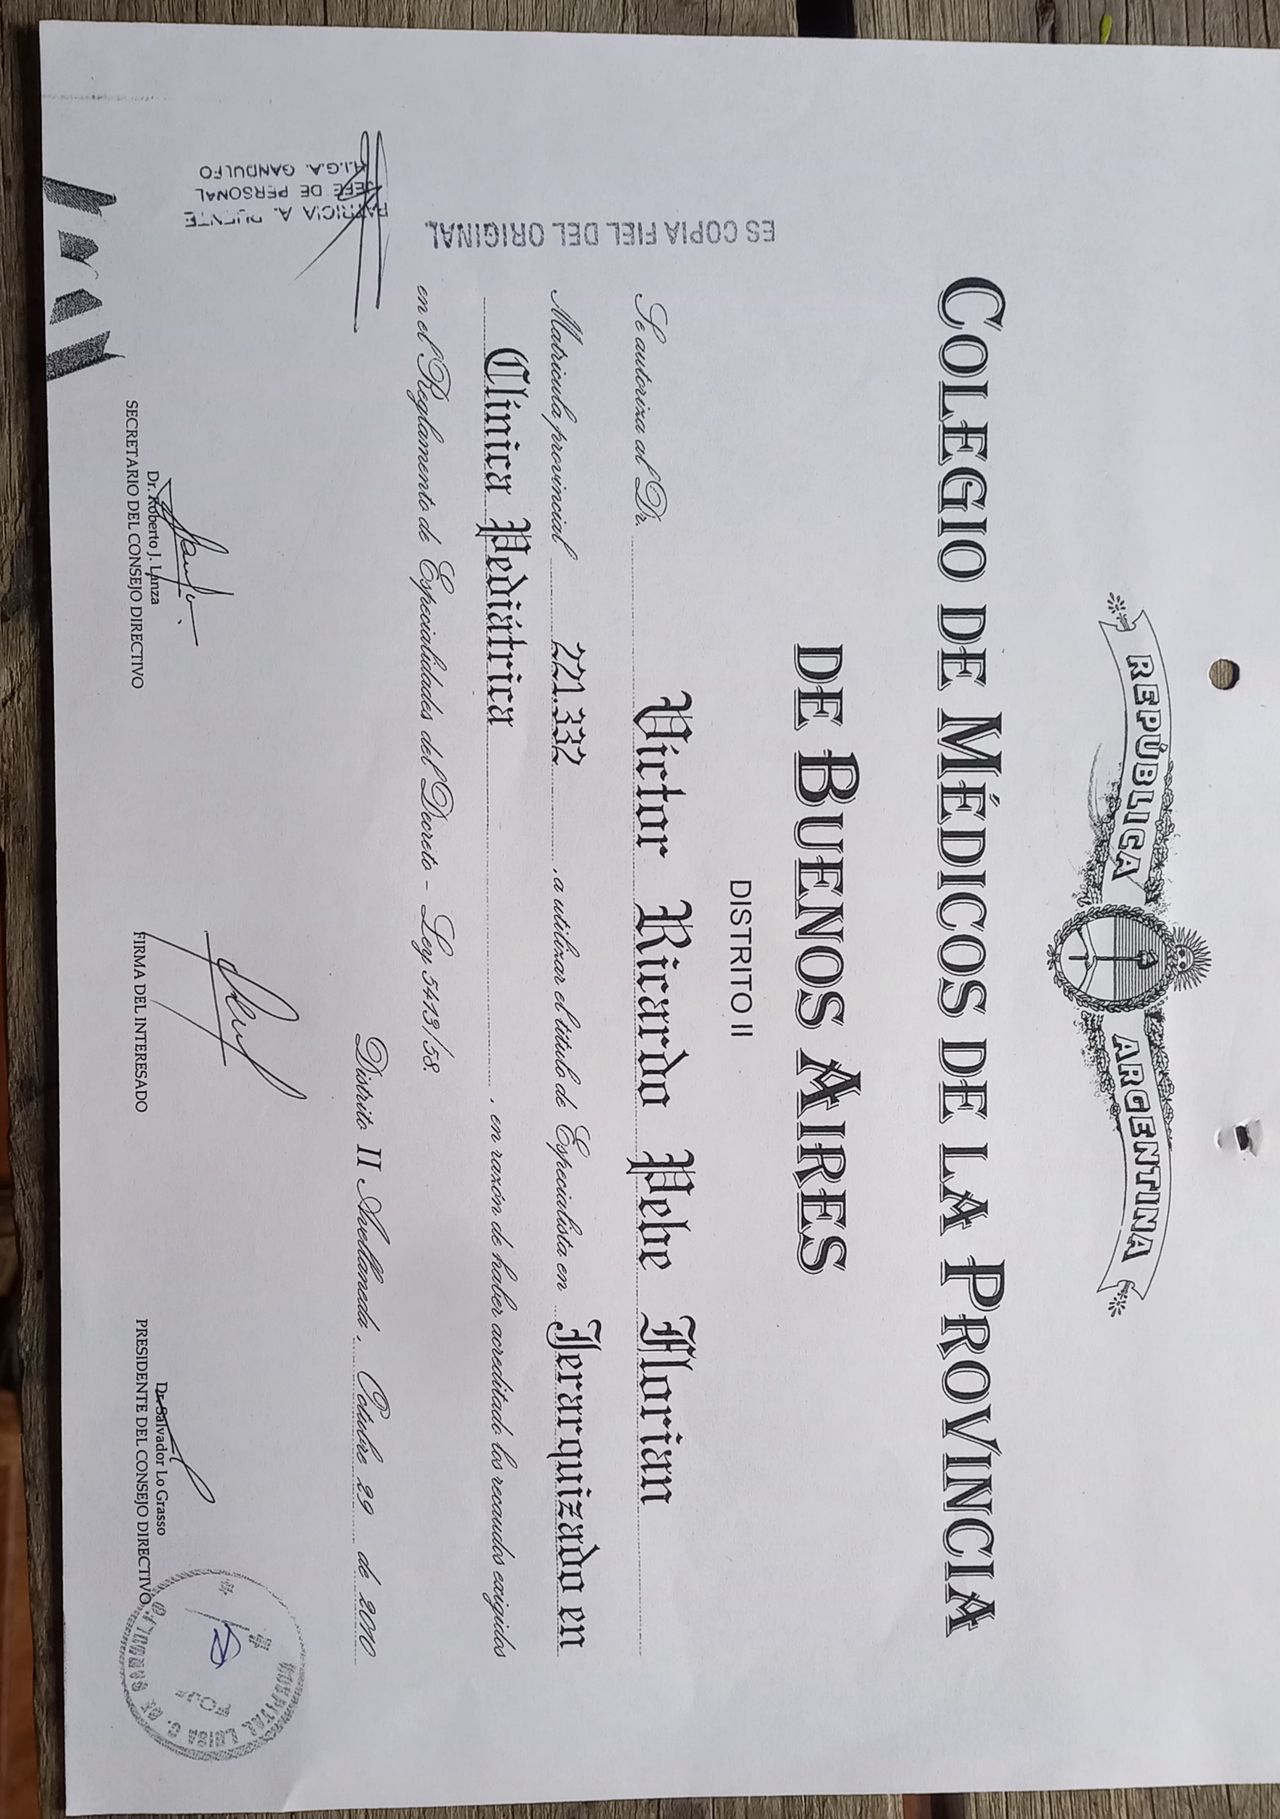 REPÚBLICA ARGENTINA
COLEGIO DE MÉDICOS DE LA PROVINCIA
DE BUENOS AIRES
DISTRITO II
Se autoriza al Dr. Victor Ricardo Pebe Florian
Matrícula provincial 221.332, a utilizar el título de Especialista en Jerarquizado en
Clínica Pediátrica, en razón de haber acreditado los recaudos exigidos
en el Reglamento de Especialidades del Decreto - Ley 5413/58.
Distrito II Avellaneda, Octubre 29 de 2010
Dr. Roberto J. Lanza
SECRETARIO DEL CONSEJO DIRECTIVO
FIRMA DEL INTERESADO
Dr. Salvador Lo Grasso
PRESIDENTE DEL CONSEJO DIRECTIVO
ES COPIA FIEL DEL ORIGINAL
PATRICIA A. PUENTE
JEFE DE PERSONAL
H.I.G.A. GANDULFO
HOSPITAL LUISA C. DE GANDULFO